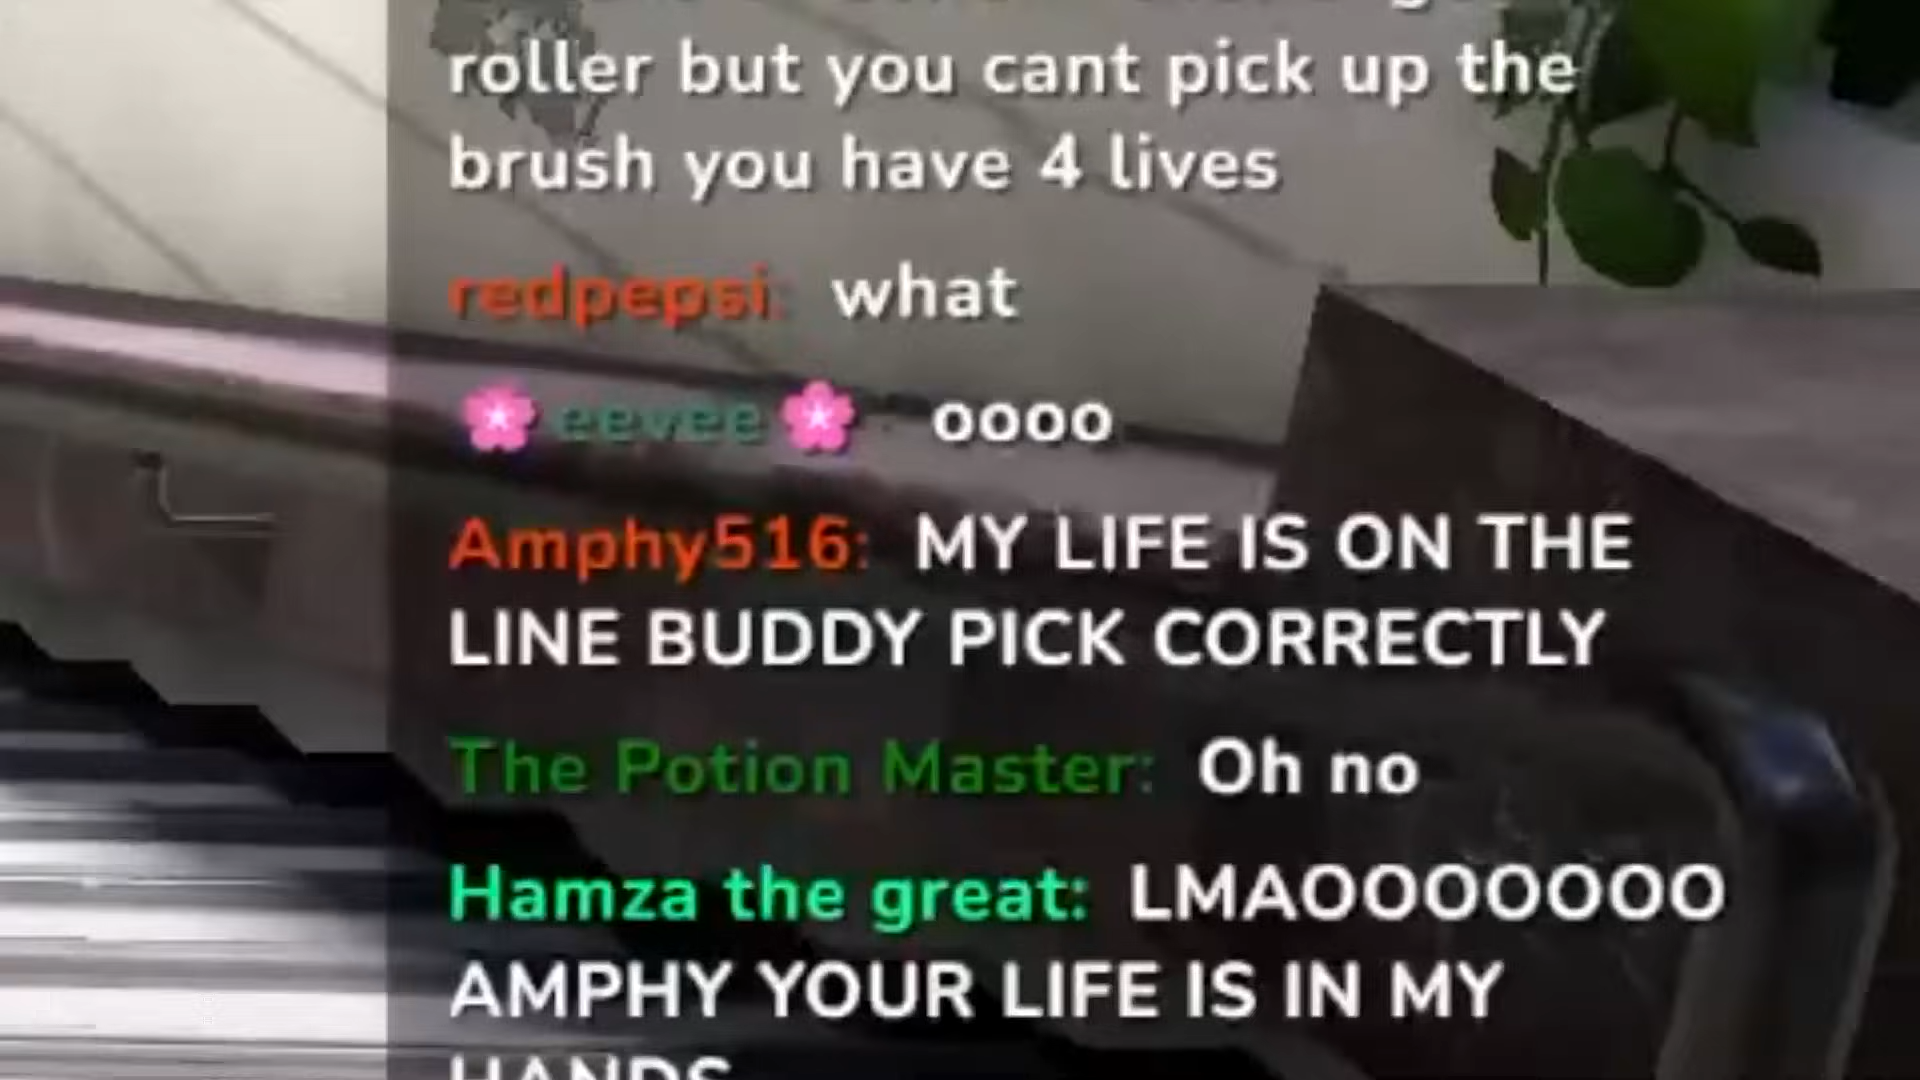 roller but you cant pick up the
brush you have 4 lives
redpepsi: what
🌸eevee🌸: oooo
Amphy516: MY LIFE IS ON THE
LINE BUDDY PICK CORRECTLY
The Potion Master: Oh no
Hamza the great: LMAOOOOOOO
AMPHY YOUR LIFE IS IN MY
HANDS